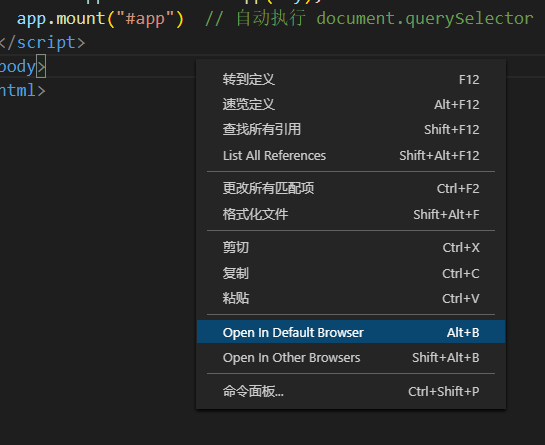 app.mount("#app")  // 自动执行 document.querySelector
</script>
body>
html>
转到定义 F12
速览定义 Alt+F12
查找所有引用 Shift+F12
List All References Shift+Alt+F12
更改所有匹配项 Ctrl+F2
格式化文件 Shift+Alt+F
剪切 Ctrl+X
复制 Ctrl+C
粘贴 Ctrl+V
Open In Default Browser Alt+B
Open In Other Browsers Shift+Alt+B
命令面板... Ctrl+Shift+P